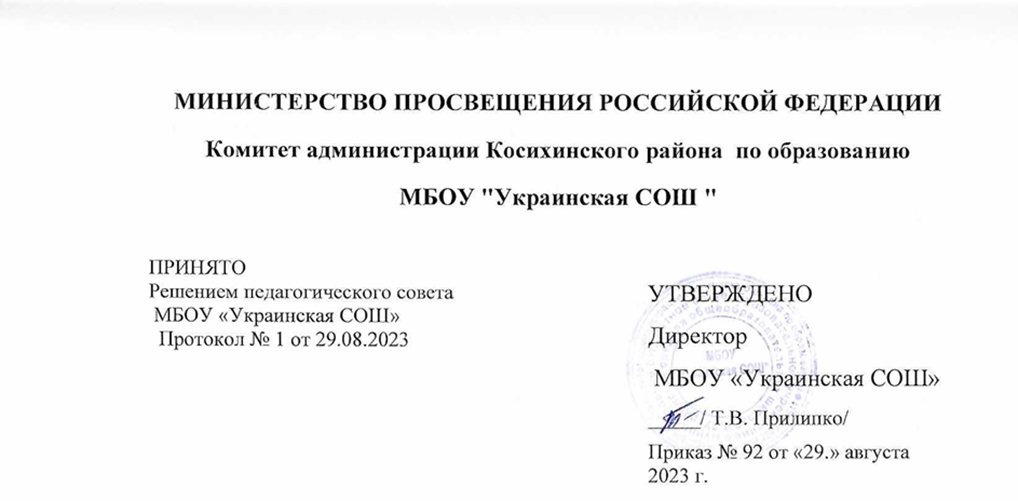 МИНИСТЕРСТВО ПРОСВЕЩЕНИЯ РОССИЙСКОЙ ФЕДЕРАЦИИ
Комитет администрации Косихинского района по образованию
МБОУ "Украинская СОШ "
ПРИНЯТО
Решением педагогического совета
МБОУ «Украинская СОШ»
Протокол № 1 от 29.08.2023
УТВЕРЖДЕНО
Директор
МБОУ «Украинская СОШ»
/ Т.В. Прилипко/
Приказ № 92 от «29.» августа
2023 г.
МБОУ